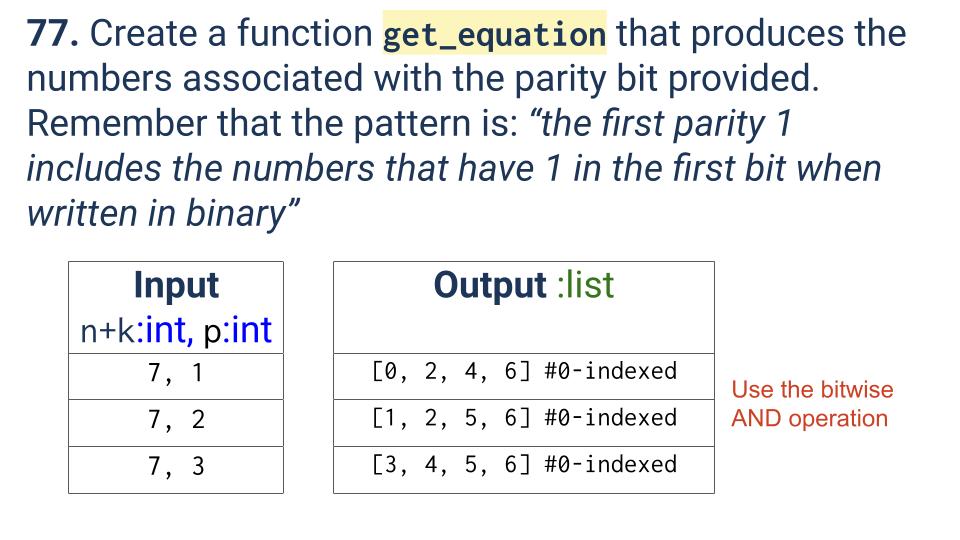 77. Create a function get_equation that produces the
numbers associated with the parity bit provided.
Remember that the pattern is: “the first parity 1
includes the numbers that have 1 in the first bit when
written in binary”
Input
n+k:int, p:int
Output :list
7, 1
[0, 2, 4, 6] #0-indexed
7, 2
[1, 2, 5, 6] #0-indexed
7, 3
[3, 4, 5, 6] #0-indexed
Use the bitwise
AND operation